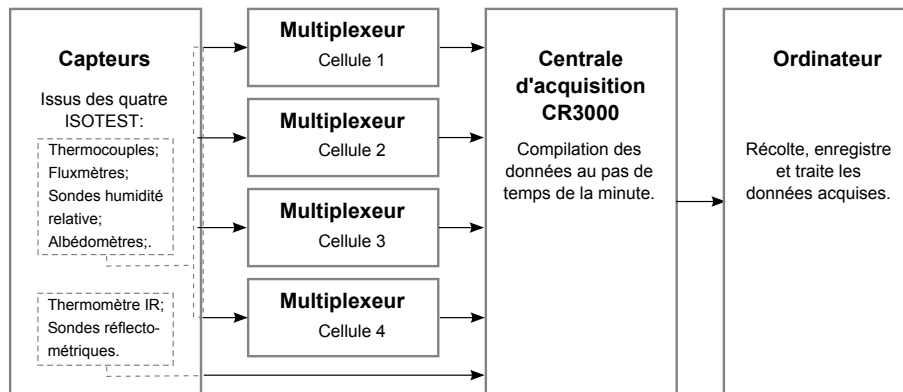 Capteurs
Issus des quatre
ISOTEST:
Thermocouples;
Fluxmètres;
Sondes humidité
relative;
Albédomètres;.
Thermomètre IR;
Sondes réflecto-
métriques.
Multiplexeur
Cellule 1
Multiplexeur
Cellule 2
Multiplexeur
Cellule 3
Multiplexeur
Cellule 4
Centrale
d'acquisition
CR3000
Compilation des
données au pas de
temps de la minute.
Ordinateur
Récolte, enregistre
et traite les
données acquises.